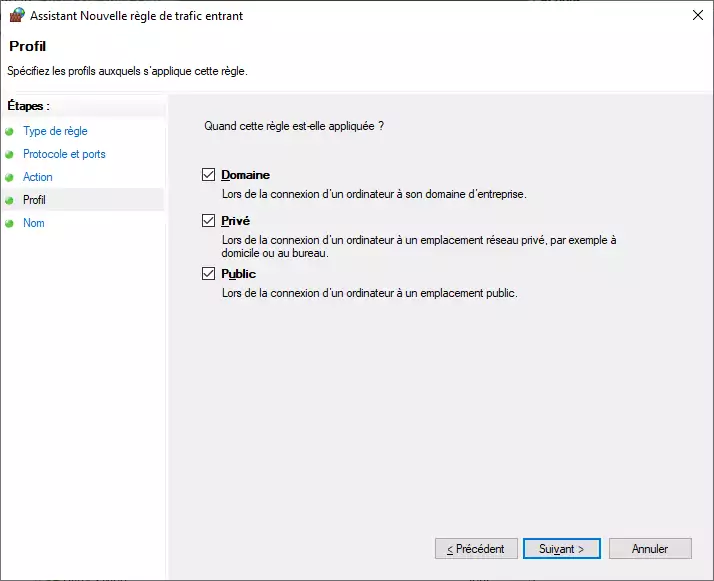 Assistant Nouvelle règle de trafic entrant
Profil
Spécifiez les profils auxquels s'applique cette règle.
Étapes :
Type de règle
Protocole et ports
Action
Profil
Nom
Quand cette règle est-elle appliquée ?
Domaine
Lors de la connexion d'un ordinateur à son domaine d'entreprise.
Privé
Lors de la connexion d'un ordinateur à un emplacement réseau privé, par exemple à
domicile ou au bureau.
Public
Lors de la connexion d'un ordinateur à un emplacement public.
< Précédent
Suivant >
Annuler